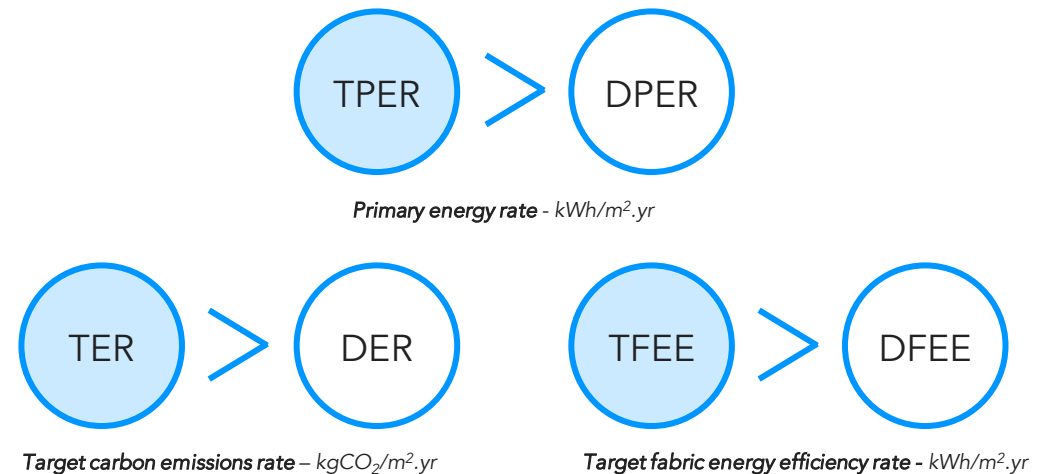 TPER > DPER
Primary energy rate - kWh/m².yr
TER > DER TFEE > DFEE
Target carbon emissions rate – kgCO₂/m².yr Target fabric energy efficiency rate - kWh/m².yr